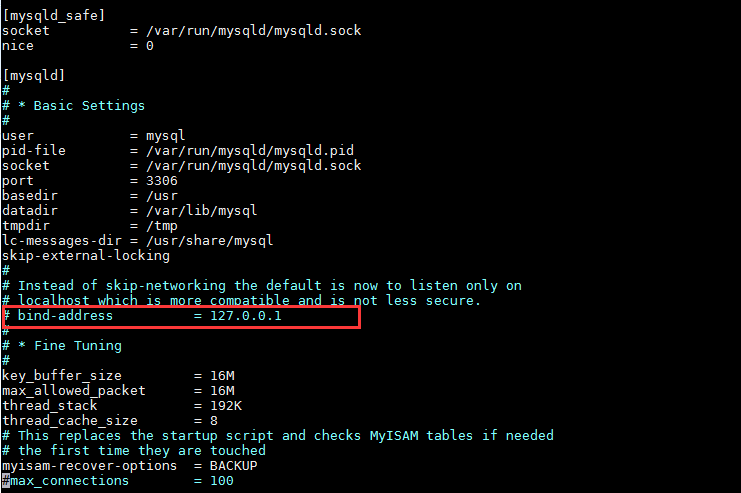 [mysqld_safe]
socket          = /var/run/mysqld/mysqld.sock
nice            = 0
[mysqld]
#
# * Basic Settings
#
user            = mysql
pid-file        = /var/run/mysqld/mysqld.pid
socket          = /var/run/mysqld/mysqld.sock
port            = 3306
basedir         = /usr
datadir         = /var/lib/mysql
tmpdir          = /tmp
lc-messages-dir = /usr/share/mysql
skip-external-locking
#
# Instead of skip-networking the default is now to listen only on
# localhost which is more compatible and is not less secure.
# bind-address          = 127.0.0.1
#
# * Fine Tuning
#
key_buffer_size         = 16M
max_allowed_packet      = 16M
thread_stack            = 192K
thread_cache_size       = 8
# This replaces the startup script and checks MyISAM tables if needed
# the first time they are touched
myisam-recover-options  = BACKUP
#max_connections        = 100